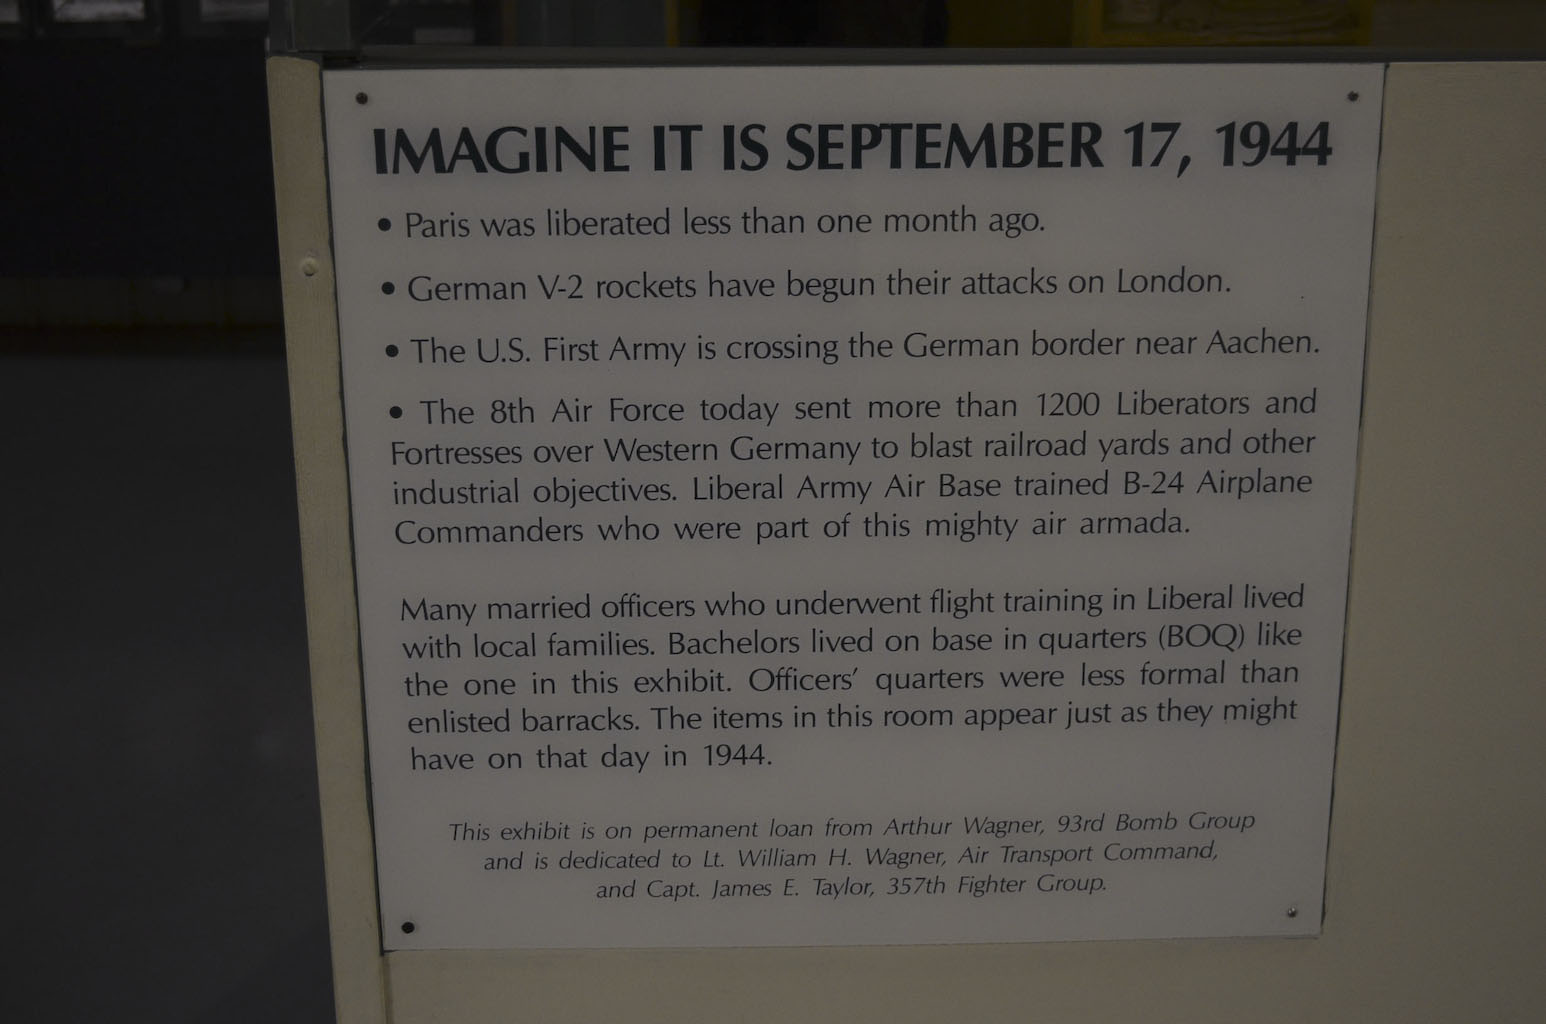 IMAGINE IT IS SEPTEMBER 17, 1944
• Paris was liberated less than one month ago.
• German V-2 rockets have begun their attacks on London.
• The U.S. First Army is crossing the German border near Aachen.
• The 8th Air Force today sent more than 1200 Liberators and
Fortresses over Western Germany to blast railroad yards and other
industrial objectives. Liberal Army Air Base trained B-24 Airplane
Commanders who were part of this mighty air armada.
Many married officers who underwent flight training in Liberal lived
with local families. Bachelors lived on base in quarters (BOQ) like
the one in this exhibit. Officers' quarters were less formal than
enlisted barracks. The items in this room appear just as they might
have on that day in 1944.
This exhibit is on permanent loan from Arthur Wagner, 93rd Bomb Group
and is dedicated to Lt. William H. Wagner, Air Transport Command,
and Capt. James E. Taylor, 357th Fighter Group.